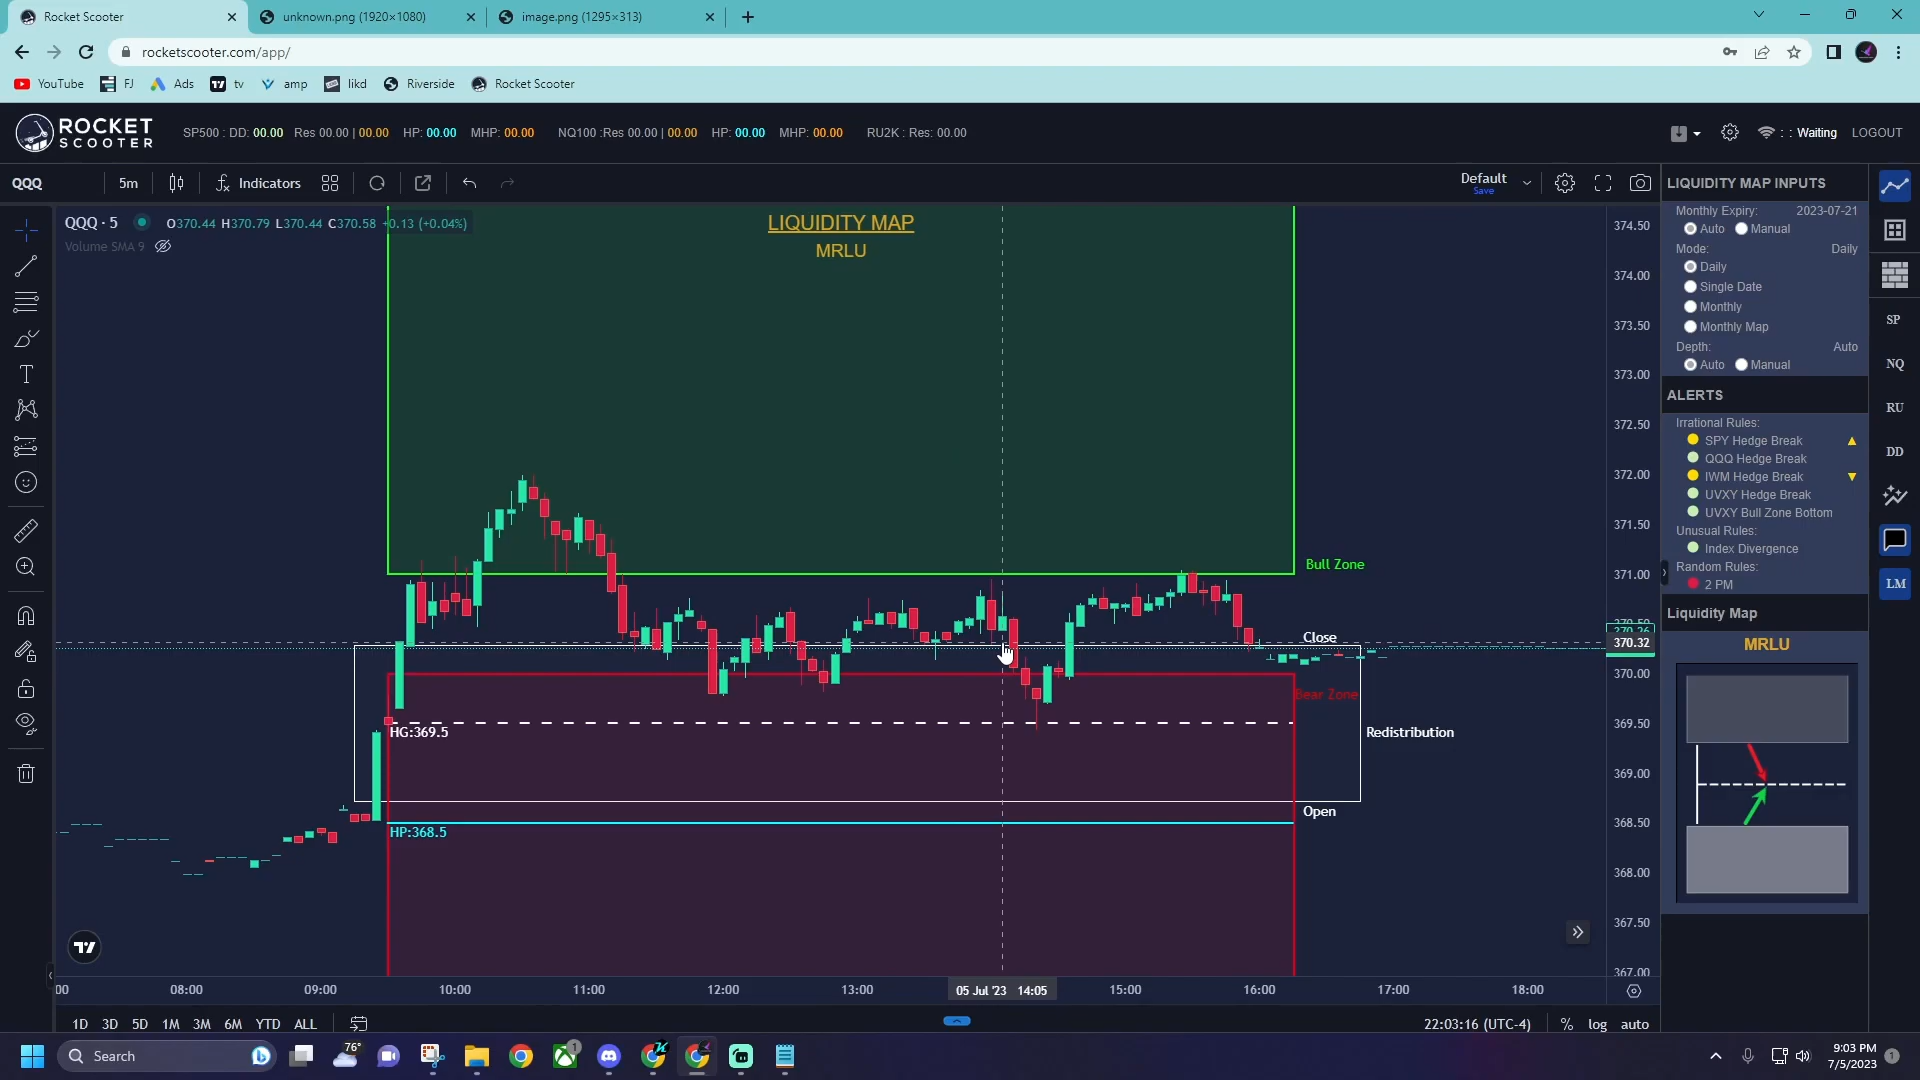 Rocket Scooter
unknown.png (1920×1080)
image.png (1295×313)
rocketscooter.com/app/
YouTube
FJ
Ads
tv
amp
likd
Riverside
Rocket Scooter
ROCKET SCOOTER
SP500 : DD: 00.00 Res 00.00 | 00.00 HP: 00.00 MHP: 00.00 NQ100 :Res 00.00 | 00.00 HP: 00.00 MHP: 00.00 RU2K : Res: 00.00
: : Waiting
LOGOUT
QQQ
5m
Indicators
Default
Save
LIQUIDITY MAP INPUTS
QQQ · 5 O370.44 H370.79 L370.44 C370.58 +0.13 (+0.04%)
Volume SMA 9
LIQUIDITY MAP
MRLU
Bull Zone
Close
Bear Zone
HG:369.5
Redistribution
Open
HP:368.5
374.50
374.00
373.50
373.00
372.50
372.00
371.50
371.00
370.32
370.00
369.50
369.00
368.50
368.00
367.50
367.00
Monthly Expiry: 2023-07-21
Auto Manual
Mode: Daily
Daily
Single Date
Monthly
Monthly Map
Depth: Auto
Auto Manual
ALERTS
Irrational Rules:
SPY Hedge Break
QQQ Hedge Break
IWM Hedge Break
UVXY Hedge Break
UVXY Bull Zone Bottom
Unusual Rules:
Index Divergence
Random Rules:
2 PM
Liquidity Map
MRLU
SP
NQ
RU
DD
LM
:00
08:00
09:00
10:00
11:00
12:00
13:00
05 Jul '23 14:05
15:00
16:00
17:00
18:00
1D 3D 5D 1M 3M 6M YTD ALL
22:03:16 (UTC-4)
% log auto
Search
76°
1
9:03 PM
7/5/2023
1